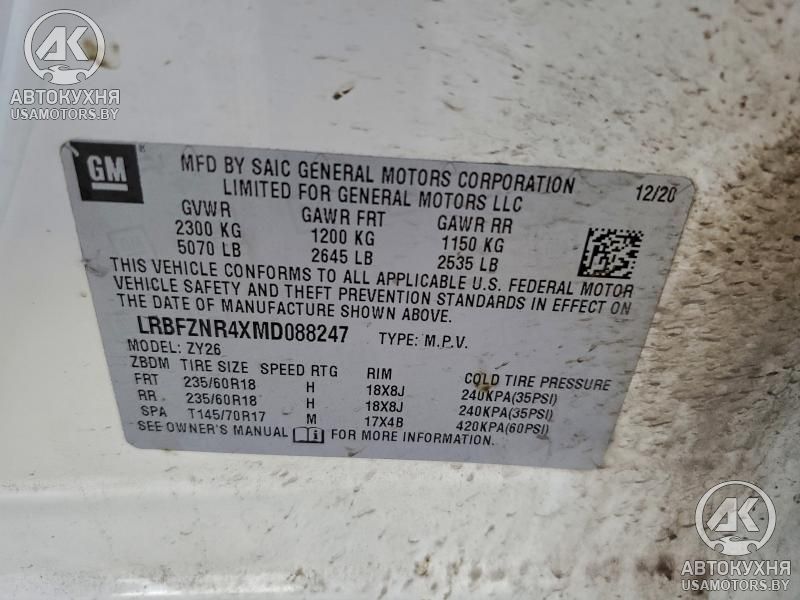 AK
АВТОКУХНЯ
USAMOTORS.BY
GM ®
MFD BY SAIC GENERAL MOTORS CORPORATION 12/20
LIMITED FOR GENERAL MOTORS LLC
GVWR GAWR FRT GAWR RR
2300 KG 1200 KG 1150 KG
5070 LB 2645 LB 2535 LB
THIS VEHICLE CONFORMS TO ALL APPLICABLE U.S. FEDERAL MOTOR
VEHICLE SAFETY AND THEFT PREVENTION STANDARDS IN EFFECT ON
THE DATE OF MANUFACTURE SHOWN ABOVE.
LRBFZNR4XMD088247 TYPE: M.P.V.
MODEL: ZY26
ZBDM TIRE SIZE SPEED RTG RIM COLD TIRE PRESSURE
FRT 235/60R18 H 18X8J 240KPA(35PSI)
RR 235/60R18 H 18X8J 240KPA(35PSI)
SPA T145/70R17 M 17X4B 420KPA(60PSI)
SEE OWNER'S MANUAL i FOR MORE INFORMATION.
AK
АВТОКУХНЯ
USAMOTORS.BY